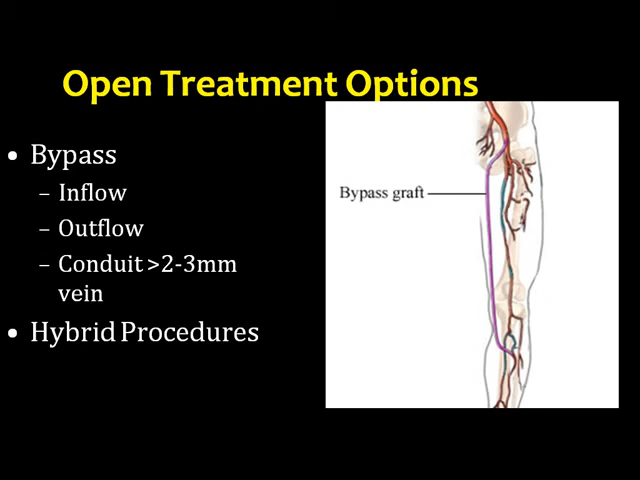 Open Treatment Options
• Bypass
– Inflow
– Outflow
– Conduit >2-3mm
vein
• Hybrid Procedures
Bypass graft